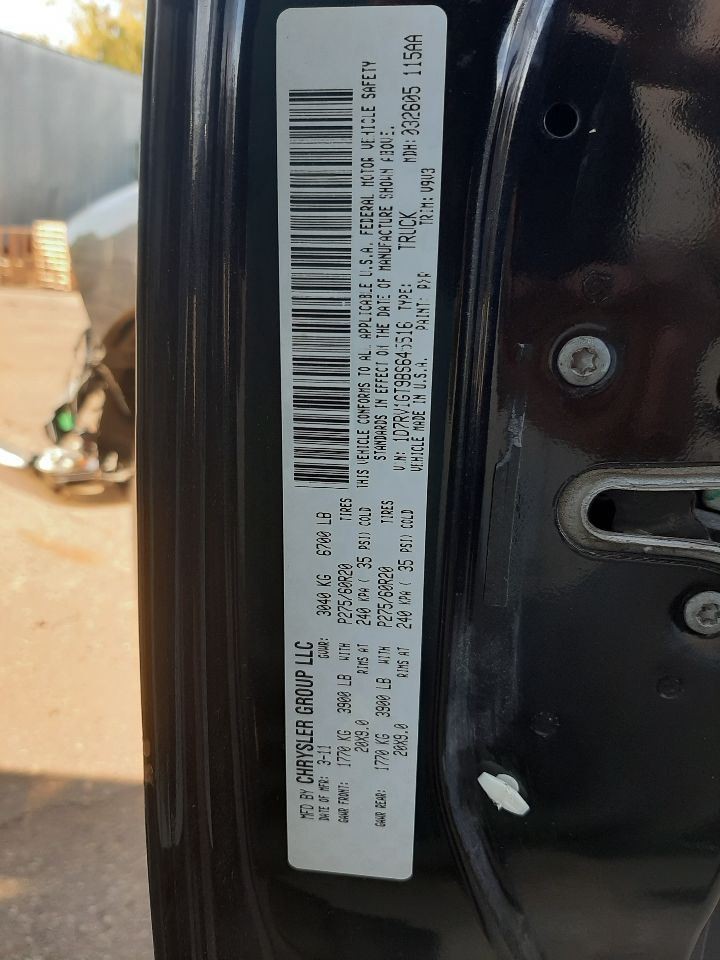 MFD BY CHRYSLER GROUP LLC
DATE OF MFR: 3-11 GVWR: 3040 KG 6700 LB
GAWR FRONT: 1770 KG 3900 LB WITH P275/60R20 TIRES
20X9.0 RIMS AT 240 KPA ( 35 PSI) COLD
GAWR REAR: 1770 KG 3900 LB WITH P275/60R20 TIRES
20X9.0 RIMS AT 240 KPA ( 35 PSI) COLD
THIS VEHICLE CONFORMS TO ALL APPLICABLE U.S.A. FEDERAL MOTOR VEHICLE SAFETY
STANDARDS IN EFFECT ON THE DATE OF MANUFACTURE SHOWN ABOVE.
VIN: 1D7RV1GT9BS645516 TYPE: TRUCK MDH: 032605 115AA
VEHICLE MADE IN U.S.A. PAINT: PXR TRIM: V9V3